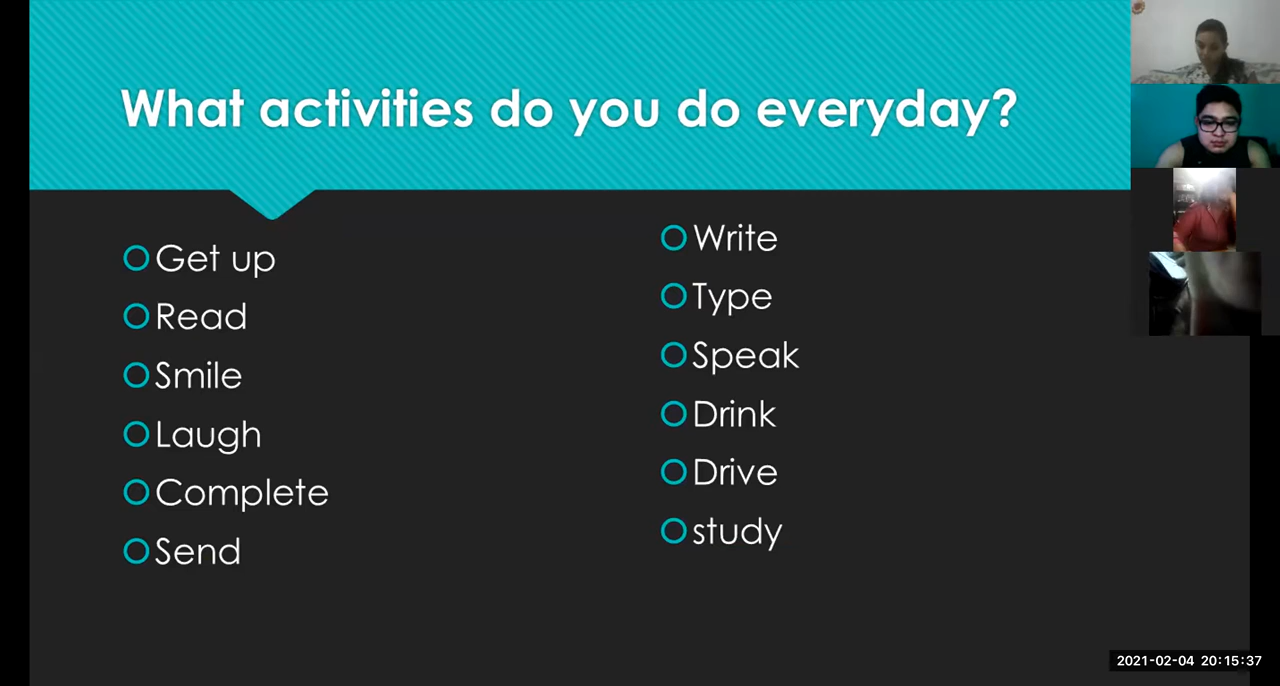 What activities do you do everyday?
Get up
Read
Smile
Laugh
Complete
Send
Write
Type
Speak
Drink
Drive
study
2021-02-04 20:15:37